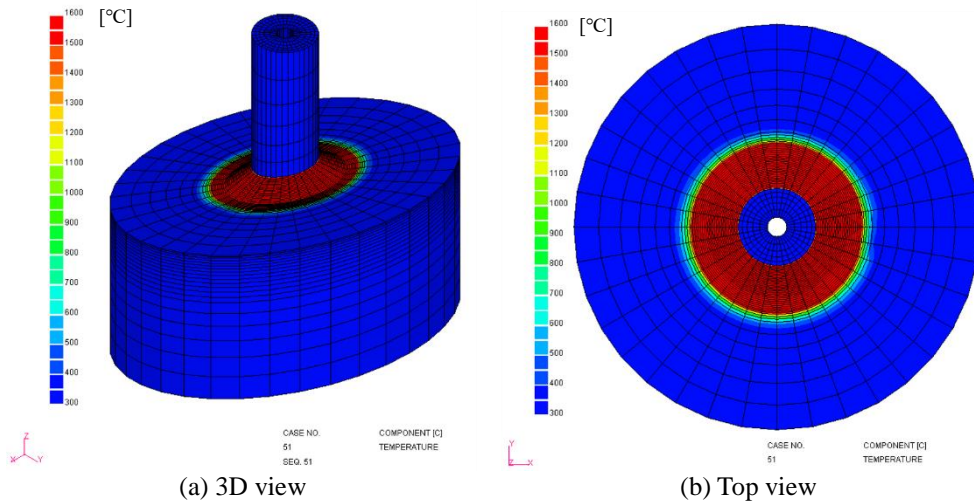 [℃]
1600
1500
1400
1300
1200
1100
1000
900
800
700
600
500
400
300
CASE NO.
COMPONENT [C]
51
TEMPERATURE
SEQ. 51
Z
X
Y
(a) 3D view
[℃]
1600
1500
1400
1300
1200
1100
1000
900
800
700
600
500
400
300
CASE NO.
COMPONENT [C]
51
TEMPERATURE
Y
Z
X
(b) Top view